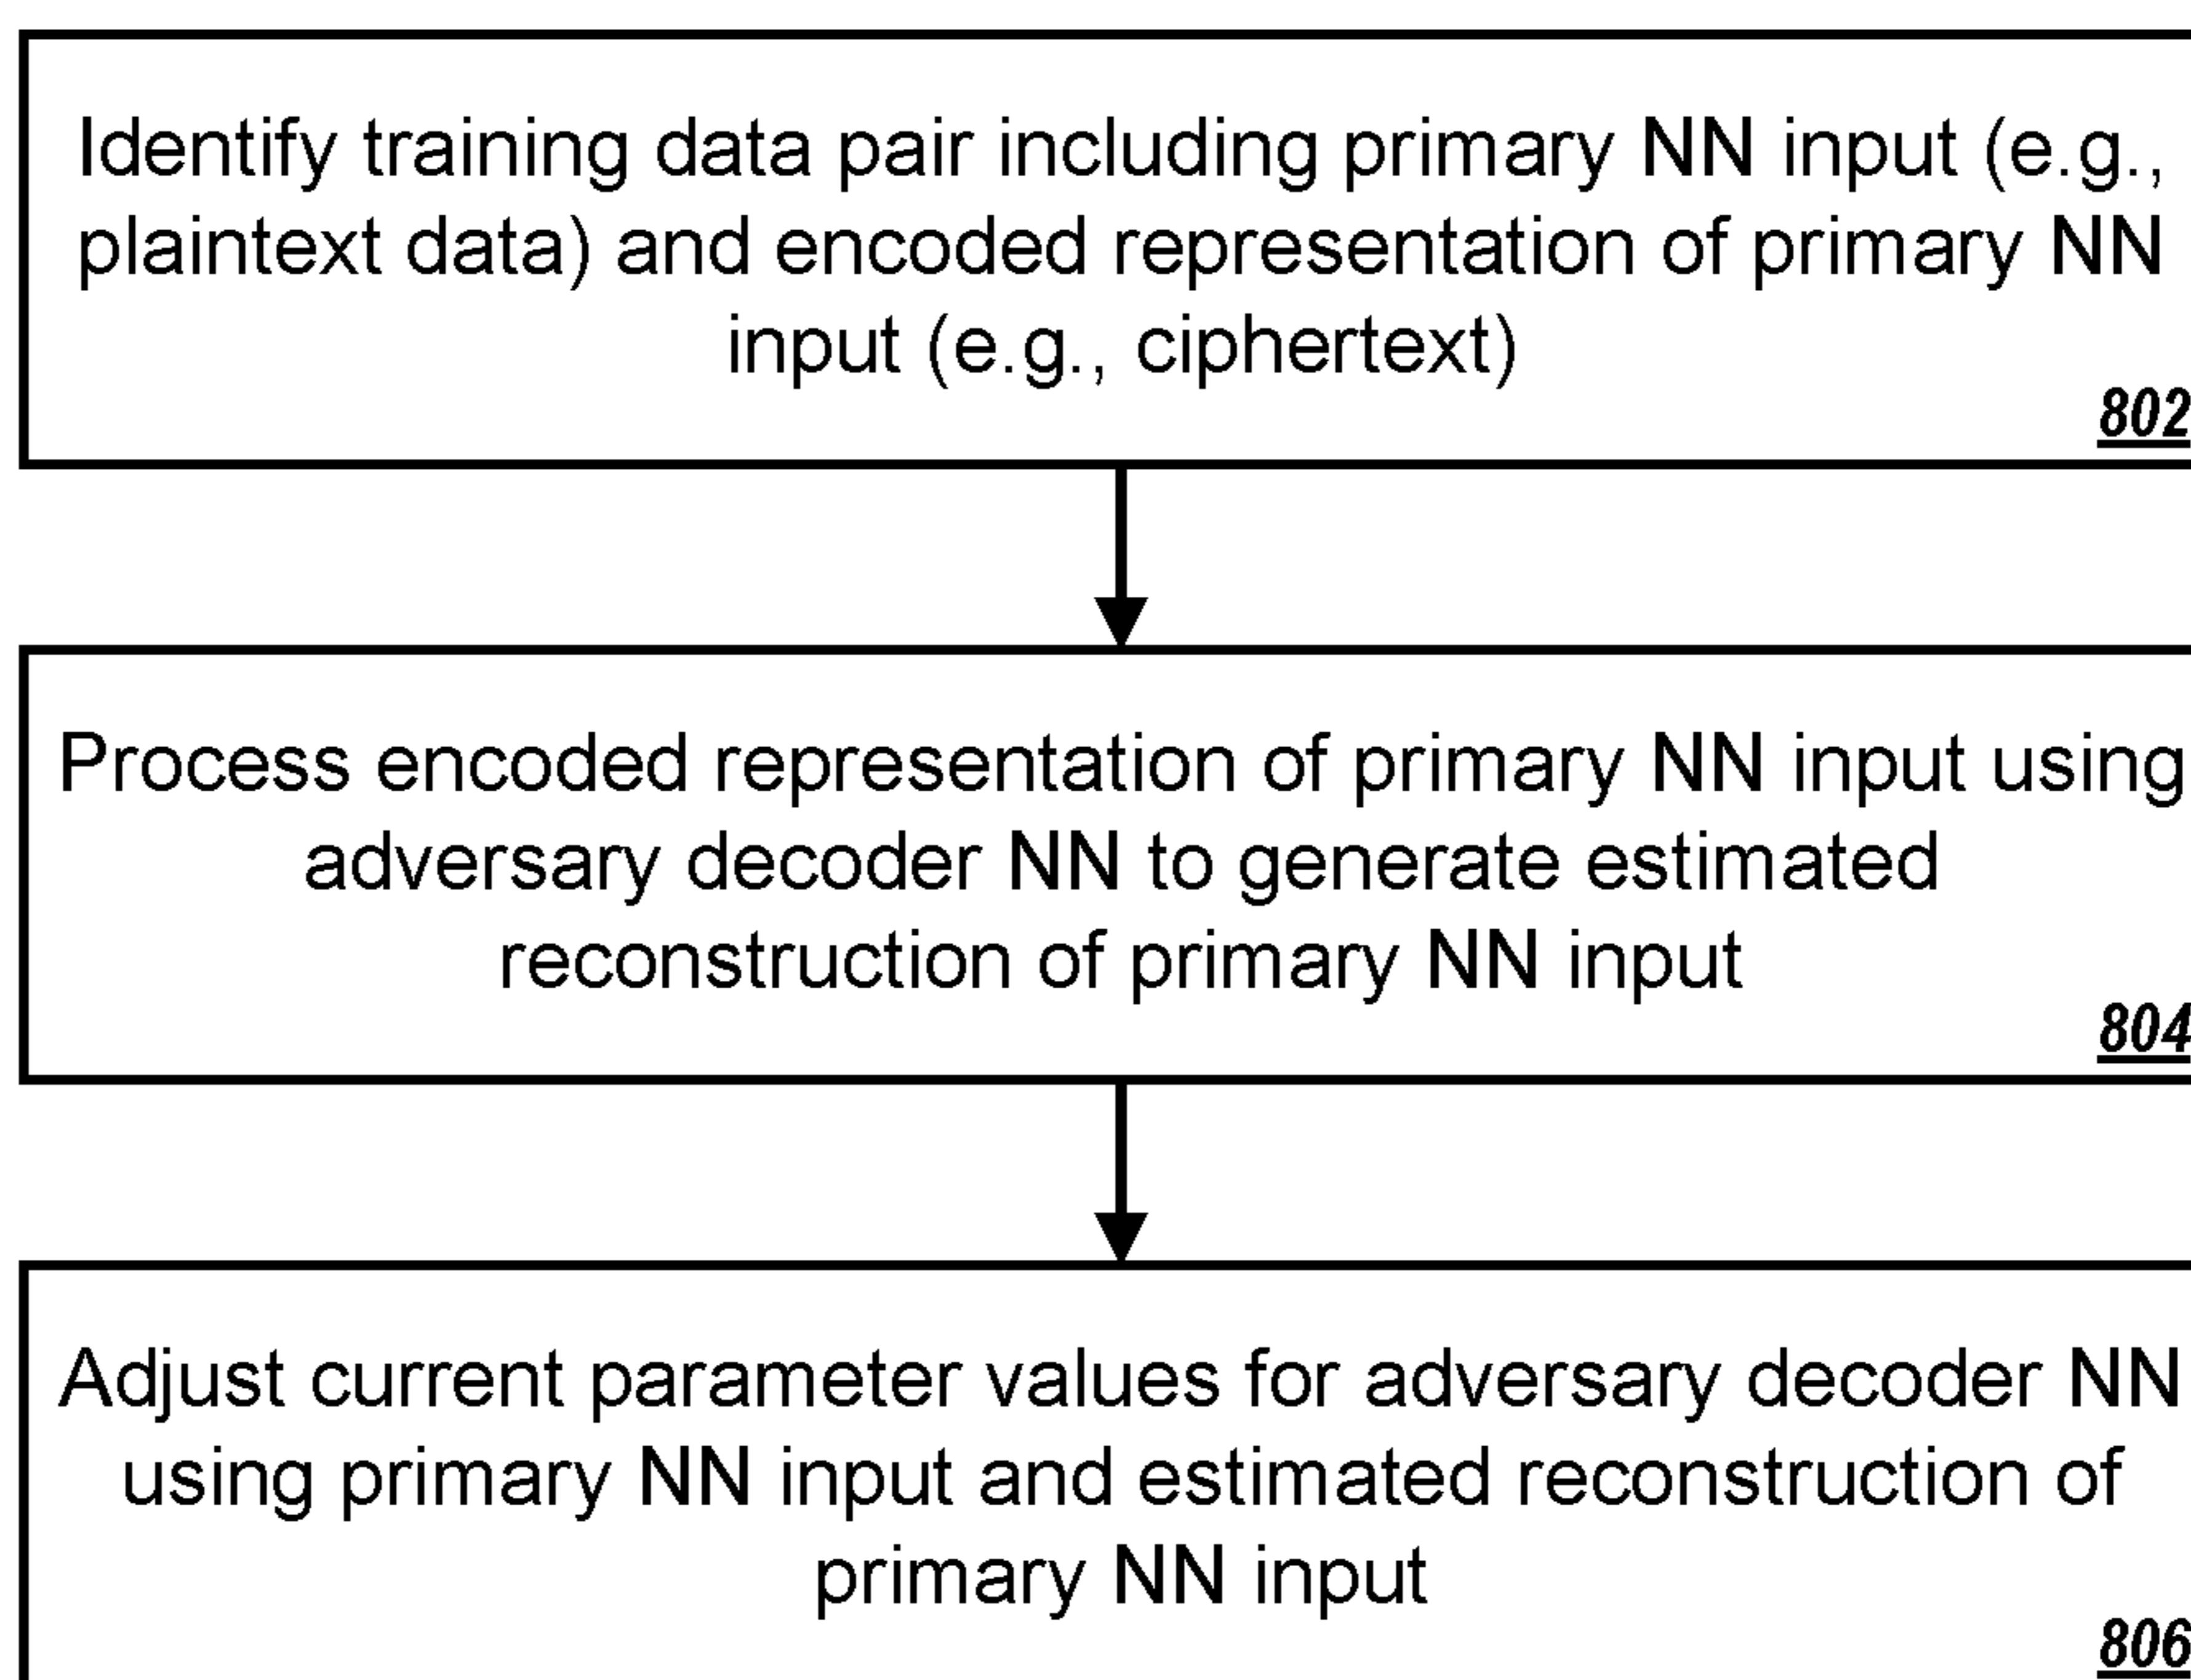 Identify training data pair including primary NN input (e.g.,
plaintext data) and encoded representation of primary NN
input (e.g., ciphertext)
802
Process encoded representation of primary NN input using
adversary decoder NN to generate estimated
reconstruction of primary NN input
804
Adjust current parameter values for adversary decoder NN
using primary NN input and estimated reconstruction of
primary NN input
806